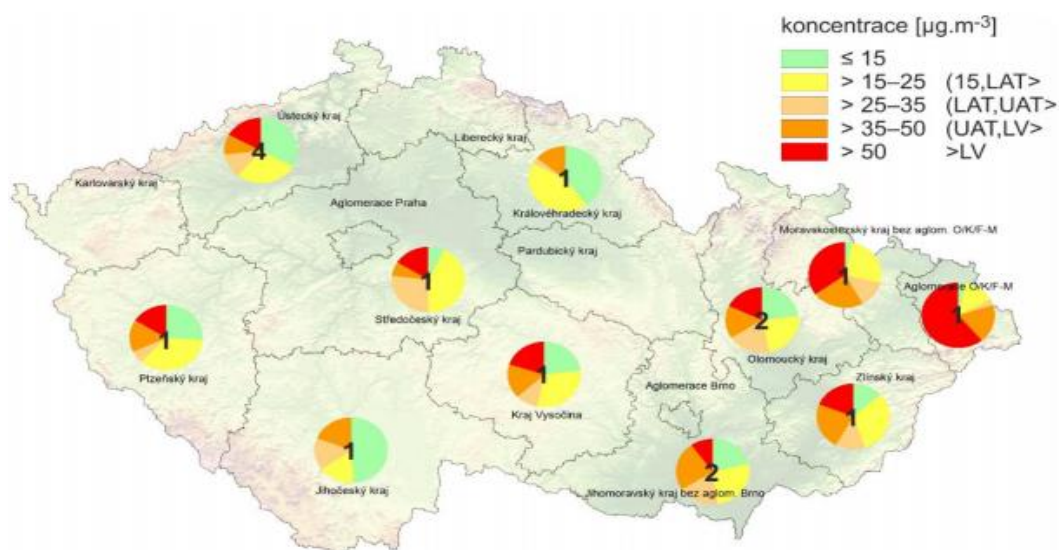 koncentrace [µg.m-3]
≤ 15
> 15–25 (15,LAT>
> 25–35 (LAT,UAT>
> 35–50 (UAT,LV>
> 50 >LV
Ústecký kraj
4
Liberecký kraj
Karlovarský kraj
1
Aglomerace Praha
Královéhradecký kraj
Moravskoslezský kraj bez aglom. O/K/F-M
Pardubický kraj
1
1
Aglomerace O/K/F-M
Středočeský kraj
1
2
1
Plzeňský kraj
Olomoucký kraj
1
Kraj Vysočina
Aglomerace Brno
Zlínský kraj
1
1
Jihočeský kraj
2
Jihomoravský kraj bez aglom. Brno